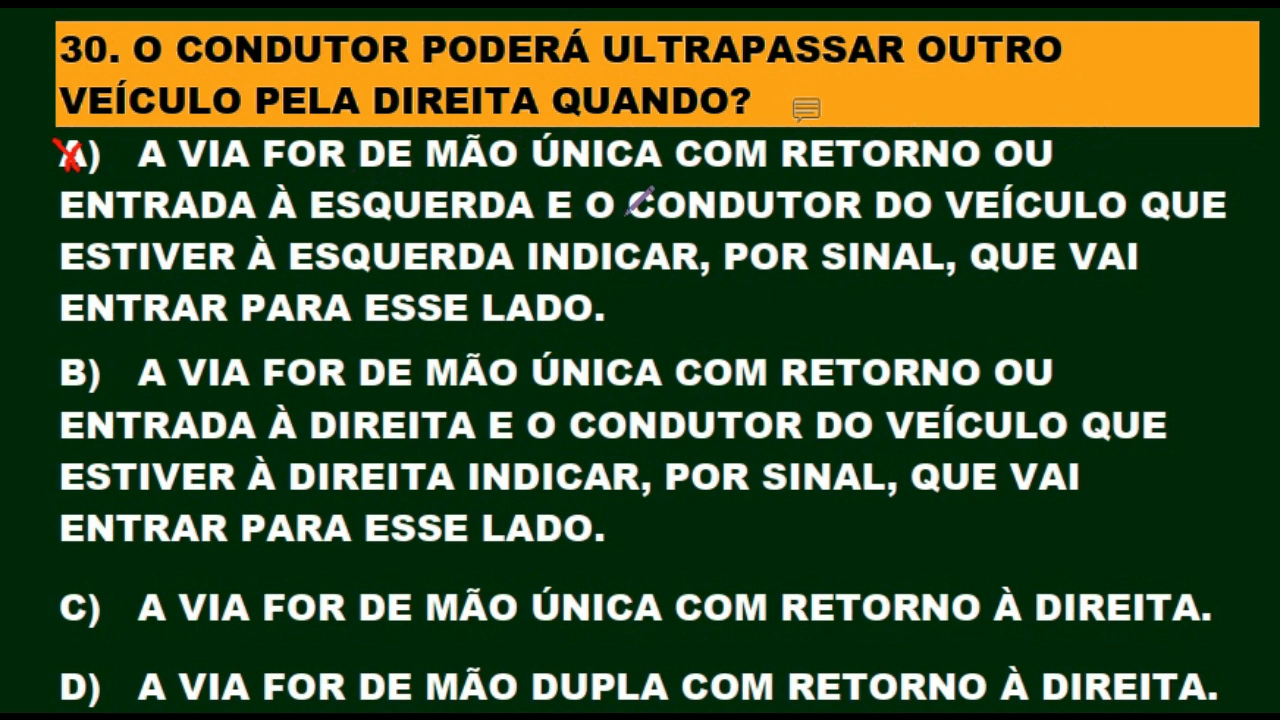 30. O CONDUTOR PODERÁ ULTRAPASSAR OUTRO
VEÍCULO PELA DIREITA QUANDO?
A) A VIA FOR DE MÃO ÚNICA COM RETORNO OU
ENTRADA À ESQUERDA E O CONDUTOR DO VEÍCULO QUE
ESTIVER À ESQUERDA INDICAR, POR SINAL, QUE VAI
ENTRAR PARA ESSE LADO.
B) A VIA FOR DE MÃO ÚNICA COM RETORNO OU
ENTRADA À DIREITA E O CONDUTOR DO VEÍCULO QUE
ESTIVER À DIREITA INDICAR, POR SINAL, QUE VAI
ENTRAR PARA ESSE LADO.
C) A VIA FOR DE MÃO ÚNICA COM RETORNO À DIREITA.
D) A VIA FOR DE MÃO DUPLA COM RETORNO À DIREITA.